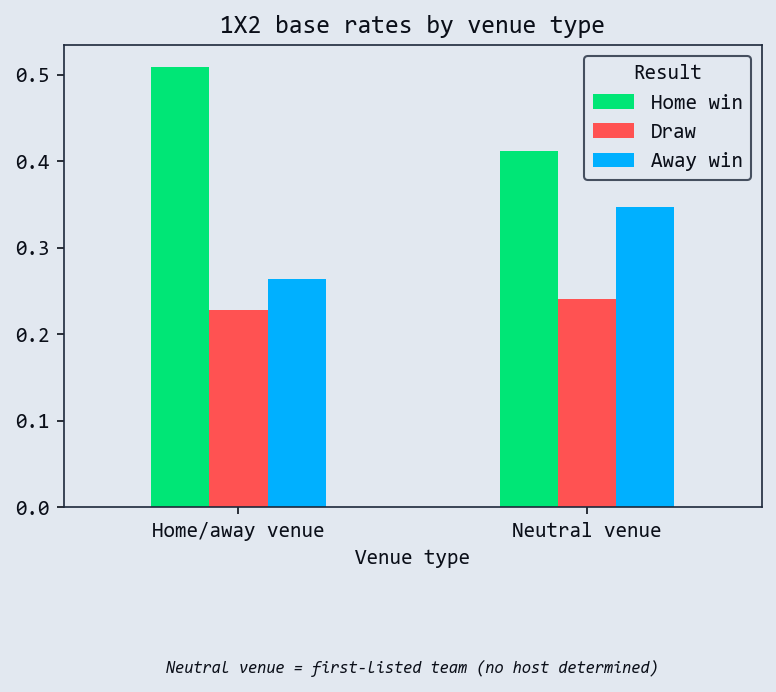 1X2 base rates by venue type
Result
Home win
Draw
Away win
0.5
0.4
0.3
0.2
0.1
0.0
Home/away venue
Neutral venue
Venue type
Neutral venue = first-listed team (no host determined)